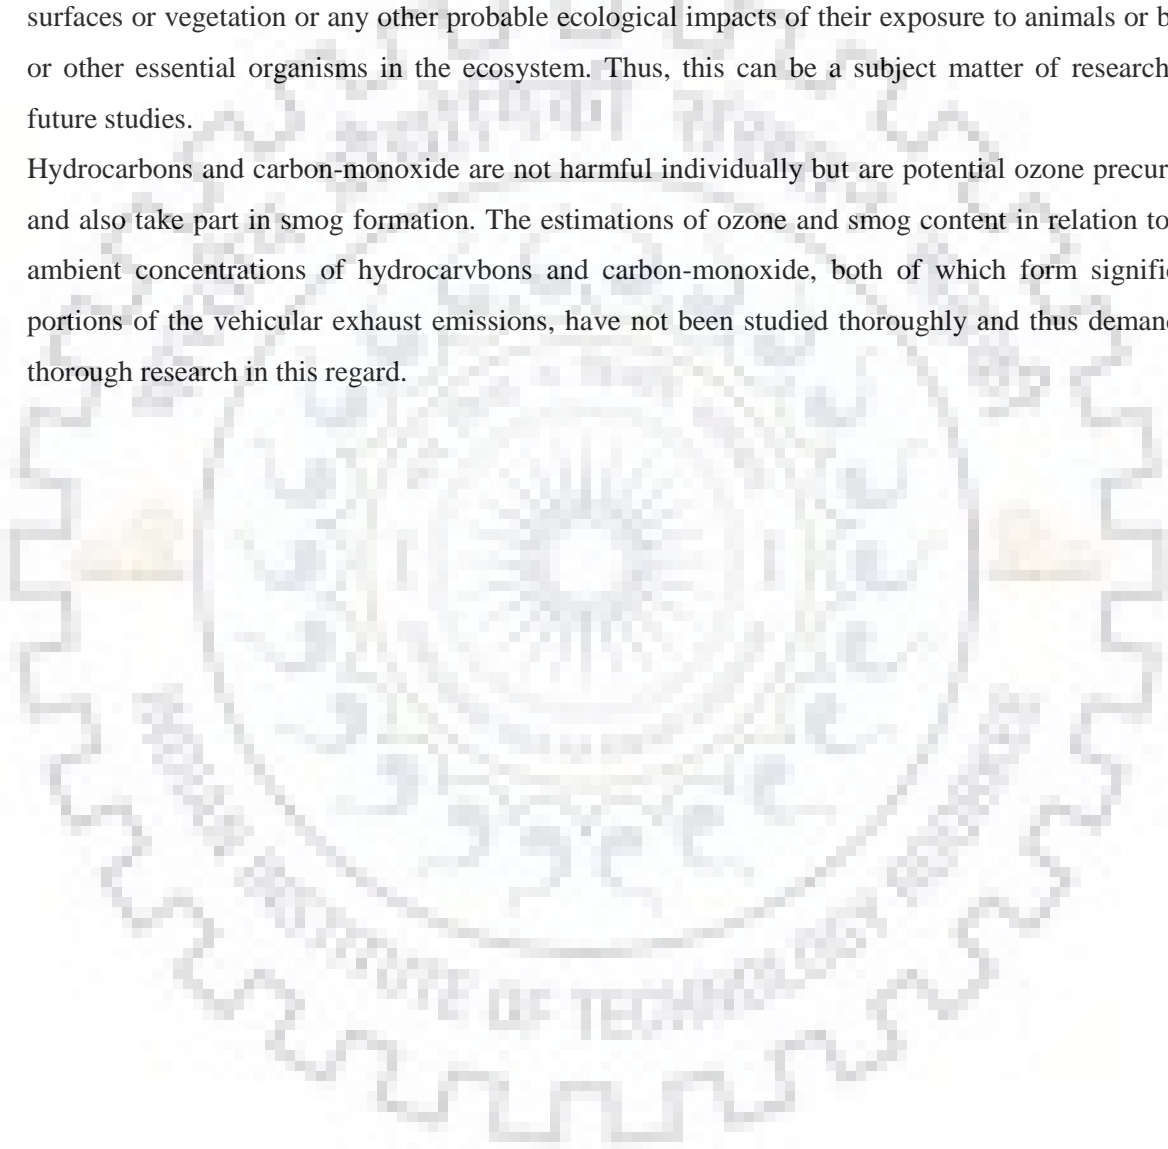 surfaces or vegetation or any other probable ecological impacts of their exposure to animals or b
or other essential organisms in the ecosystem. Thus, this can be a subject matter of research
future studies.
Hydrocarbons and carbon-monoxide are not harmful individually but are potential ozone precur
and also take part in smog formation. The estimations of ozone and smog content in relation to
ambient concentrations of hydrocarvbons and carbon-monoxide, both of which form signifi
portions of the vehicular exhaust emissions, have not been studied thoroughly and thus demand
thorough research in this regard.
INSTITUTE OF TECHNOLOGY